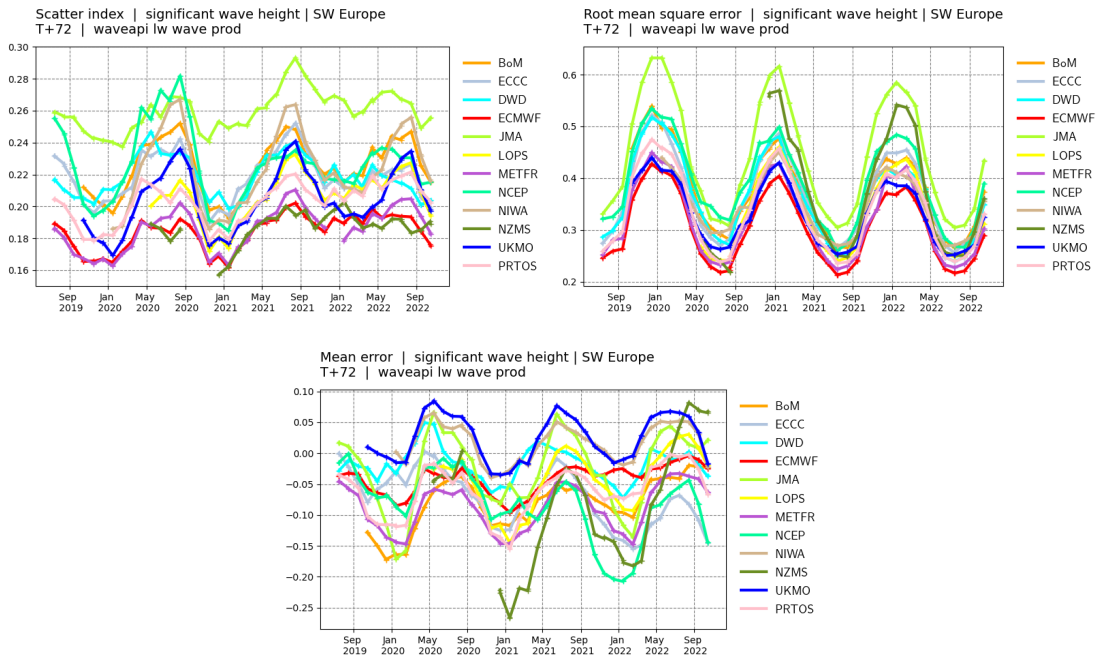 Scatter index | significant wave height | SW Europe
T+72 | waveapi lw wave prod
0.30
0.28
0.26
0.24
0.22
0.20
0.18
0.16
Sep 2019
Jan 2020
May 2020
Sep 2020
Jan 2021
May 2021
Sep 2021
Jan 2022
May 2022
Sep 2022
BoM
ECCC
DWD
ECMWF
JMA
LOPS
METFR
NCEP
NIWA
NZMS
UKMO
PRTOS
Root mean square error | significant wave height | SW Europe
T+72 | waveapi lw wave prod
0.6
0.5
0.4
0.3
0.2
Sep 2019
Jan 2020
May 2020
Sep 2020
Jan 2021
May 2021
Sep 2021
Jan 2022
May 2022
Sep 2022
BoM
ECCC
DWD
ECMWF
JMA
LOPS
METFR
NCEP
NIWA
NZMS
UKMO
PRTOS
Mean error | significant wave height | SW Europe
T+72 | waveapi lw wave prod
0.10
0.05
0.00
−0.05
−0.10
−0.15
−0.20
−0.25
Sep 2019
Jan 2020
May 2020
Sep 2020
Jan 2021
May 2021
Sep 2021
Jan 2022
May 2022
Sep 2022
BoM
ECCC
DWD
ECMWF
JMA
LOPS
METFR
NCEP
NIWA
NZMS
UKMO
PRTOS